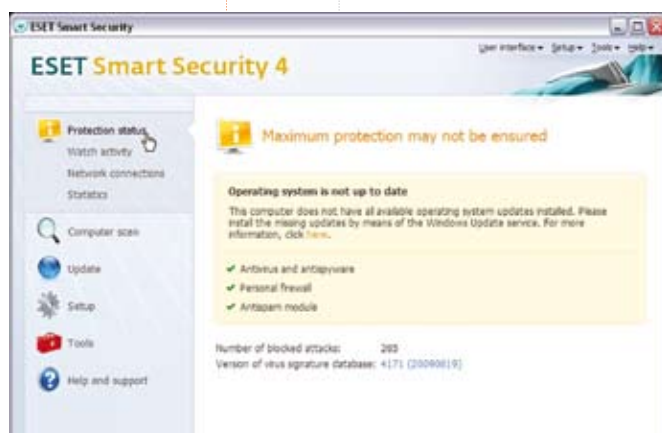 ESET Smart Security
User interface Setup Tools Help
ESET Smart Security 4
Protection status
Watch activity
Network connections
Statistics
Computer scan
Update
Setup
Tools
Help and support
Maximum protection may not be ensured
Operating system is not up to date
This computer does not have all available operating system updates installed. Please
install the missing updates by means of the Windows Update service. For more
information, click here.
Antivirus and antispyware
Personal firewall
Antispam module
Number of blocked attacks: 285
Version of virus signature database: 4171 (20090619)